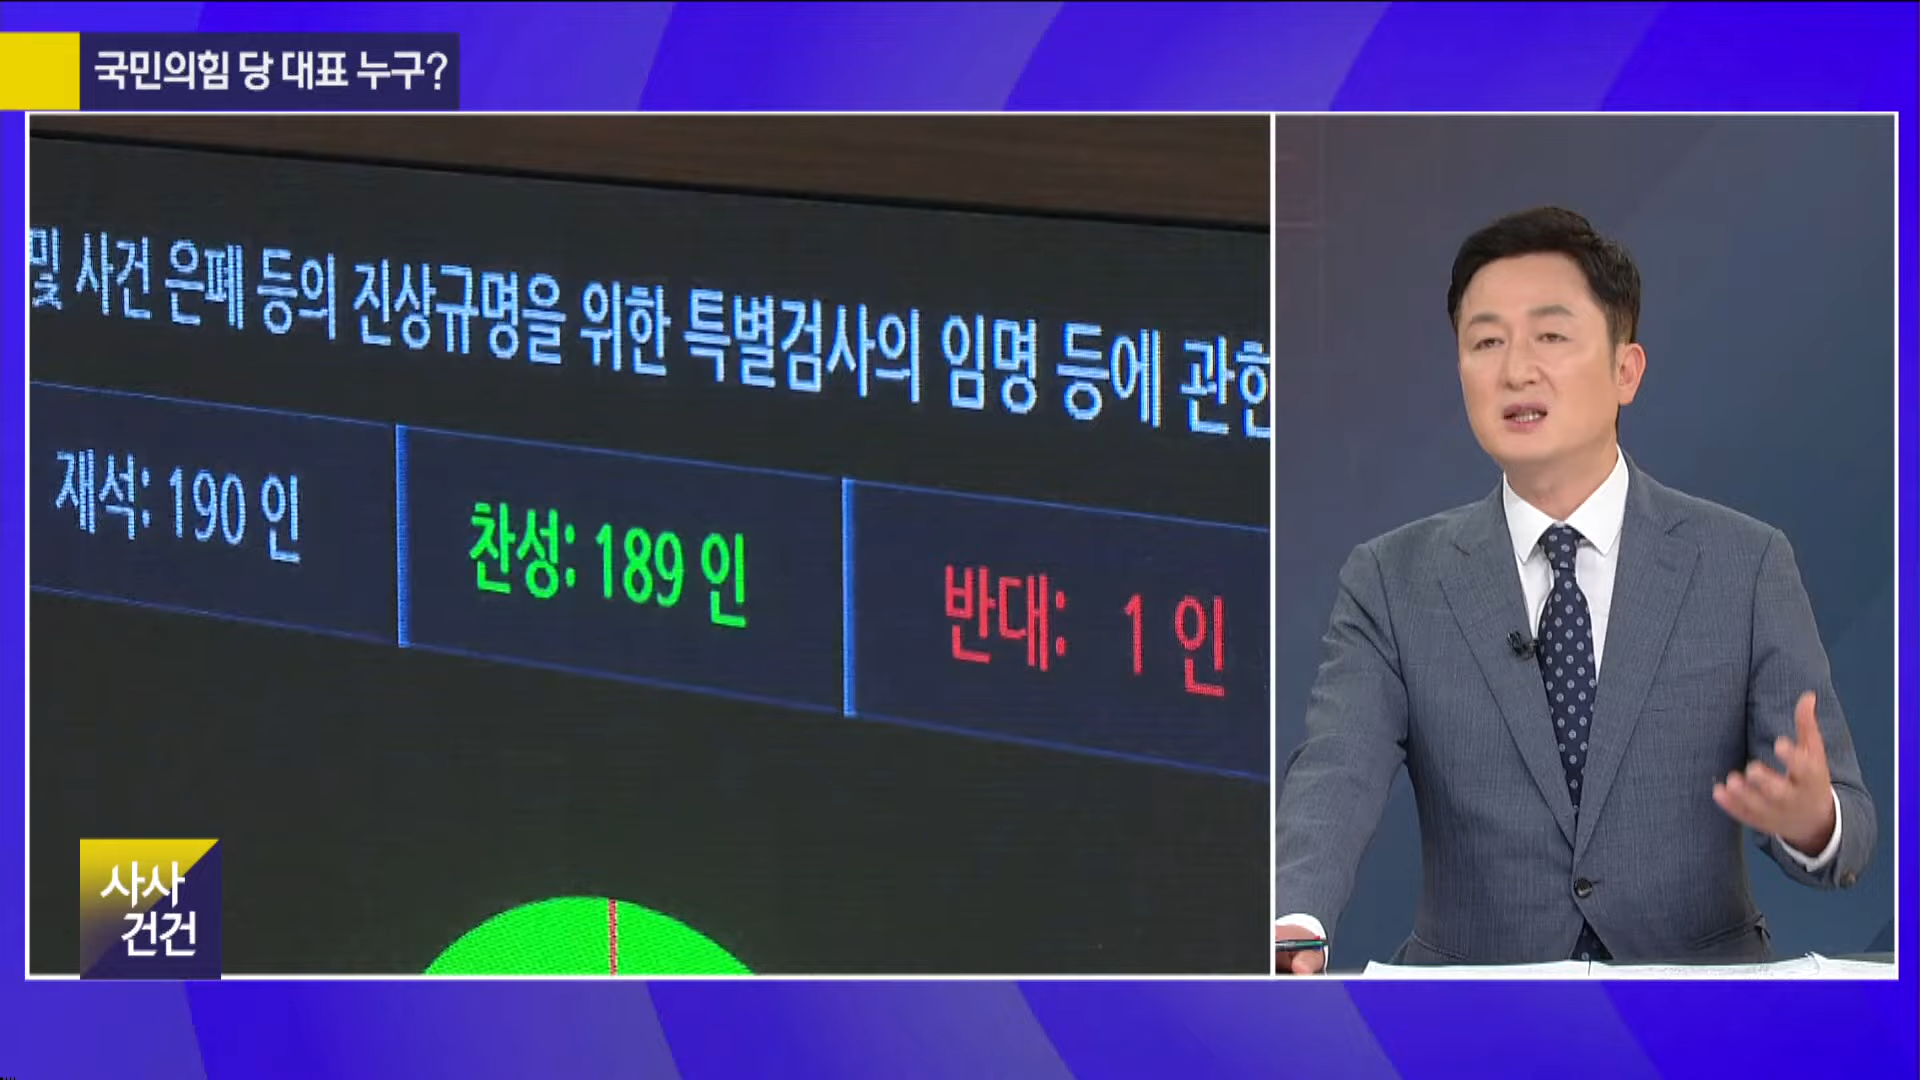 국민의힘 당 대표 누구?
및 사건 은폐 등의 진상규명을 위한 특별검사의 임명 등에 관한
재석: 190 인
찬성: 189 인
반대: 1 인
사사
건건